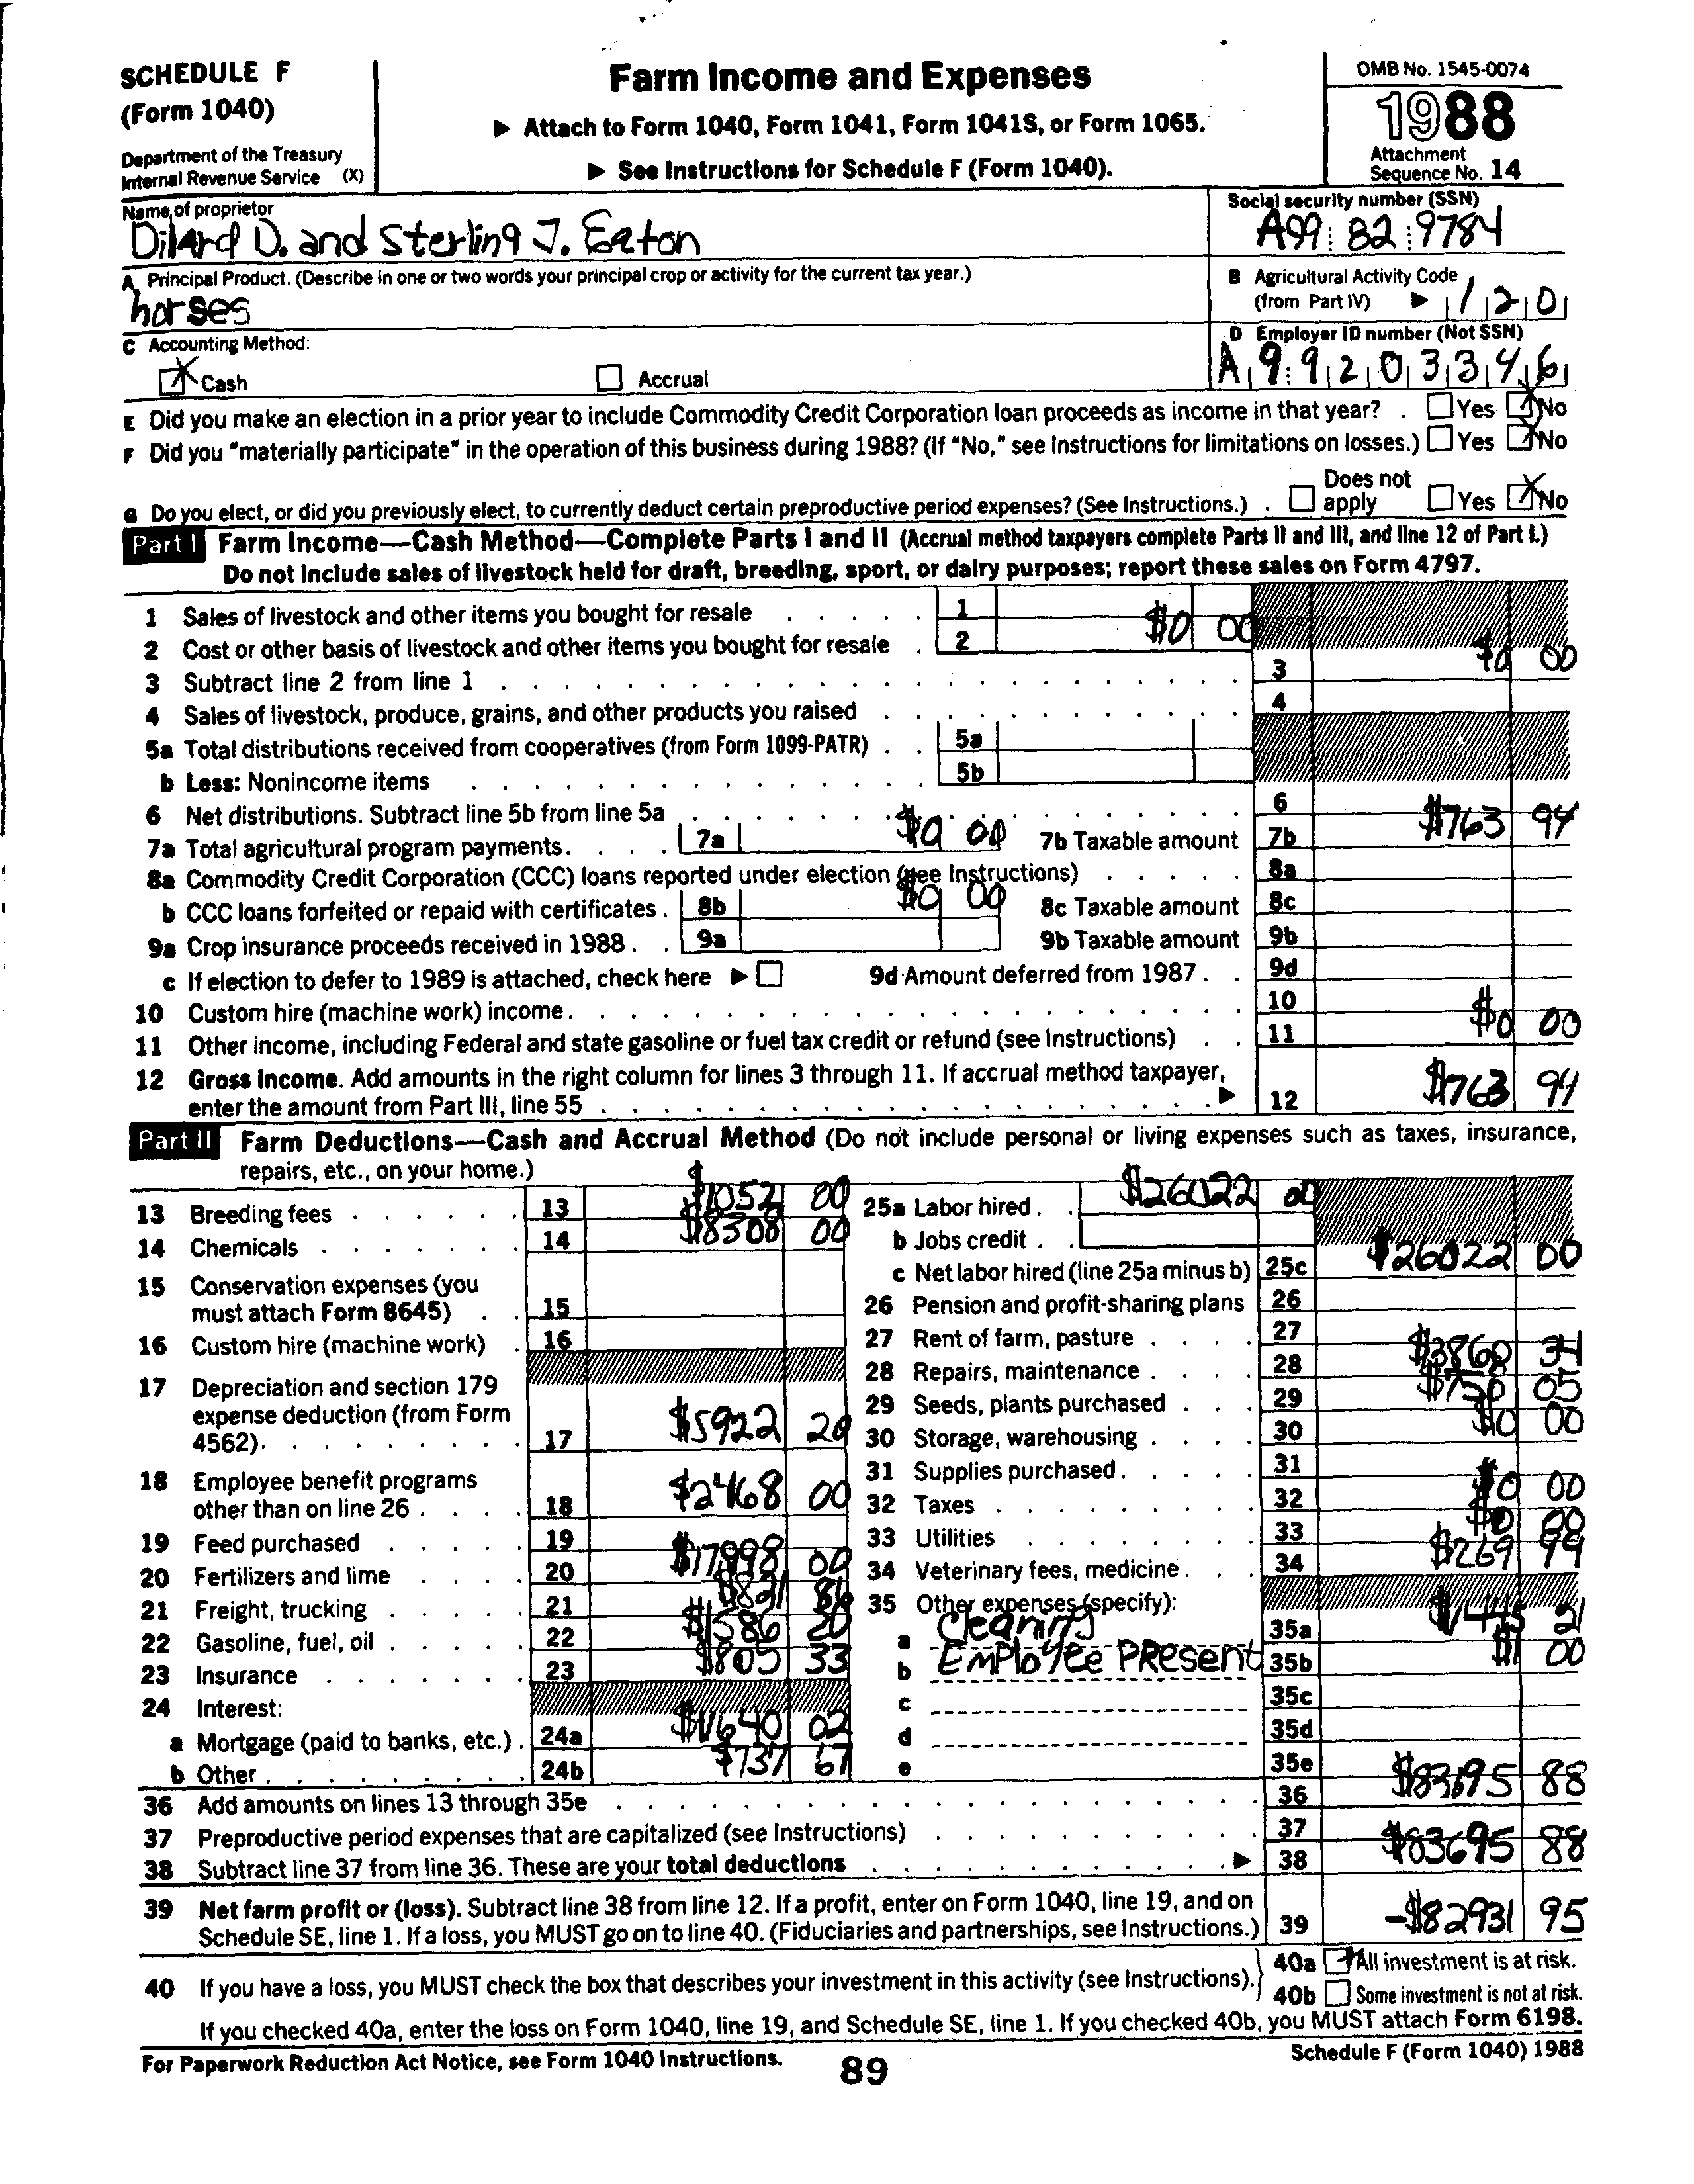 SCHEDULE F
(Form 1040)
Department of the Treasury
Internal Revenue Service (X)
Farm Income and Expenses
▶ Attach to Form 1040, Form 1041, Form 1041S, or Form 1065.
▶ See Instructions for Schedule F (Form 1040).
OMB No. 1545-0074
1988
Attachment
Sequence No. 14
Name of proprietor
Dilard D. and Sterling J. Eaton
Social security number (SSN)
A99 82 9784
A Principal Product. (Describe in one or two words your principal crop or activity for the current tax year.)
horses
B Agricultural Activity Code
(from Part IV) ▶ 1 2 0
C Accounting Method:
Cash Accrual
D Employer ID number (Not SSN)
A 9 9 2 0 3 3 4 6
E Did you make an election in a prior year to include Commodity Credit Corporation loan proceeds as income in that year? . Yes No
F Did you "materially participate" in the operation of this business during 1988? (If "No," see Instructions for limitations on losses.) Yes No
G Do you elect, or did you previously elect, to currently deduct certain preproductive period expenses? (See Instructions.) . Does not apply Yes No
Part I Farm Income—Cash Method—Complete Parts I and II (Accrual method taxpayers complete Parts II and III, and line 12 of Part I.)
Do not include sales of livestock held for draft, breeding, sport, or dairy purposes; report these sales on Form 4797.
1 Sales of livestock and other items you bought for resale 1
2 Cost or other basis of livestock and other items you bought for resale 2 $0 00
3 Subtract line 2 from line 1 3 $0 00
4 Sales of livestock, produce, grains, and other products you raised 4
5a Total distributions received from cooperatives (from Form 1099-PATR) 5a
b Less: Nonincome items 5b
6 Net distributions. Subtract line 5b from line 5a 6
7a Total agricultural program payments. 7a $0 00 7b Taxable amount 7b $763 94
8a Commodity Credit Corporation (CCC) loans reported under election (see Instructions) 8a
b CCC loans forfeited or repaid with certificates . 8b $0 00 8c Taxable amount 8c
9a Crop insurance proceeds received in 1988 . 9a 9b Taxable amount 9b
c If election to defer to 1989 is attached, check here ▶ 9d Amount deferred from 1987 . 9d
10 Custom hire (machine work) income. 10
11 Other income, including Federal and state gasoline or fuel tax credit or refund (see Instructions) 11 $0 00
12 Gross Income. Add amounts in the right column for lines 3 through 11. If accrual method taxpayer,
enter the amount from Part III, line 55 ▶ 12 $763 94
Part II Farm Deductions—Cash and Accrual Method (Do not include personal or living expenses such as taxes, insurance,
repairs, etc., on your home.)
13 Breeding fees 13 $1052 00
14 Chemicals 14 $18308 00
15 Conservation expenses (you
must attach Form 8645) 15
16 Custom hire (machine work) 16
17 Depreciation and section 179
expense deduction (from Form
4562). 17 $5922 20
18 Employee benefit programs
other than on line 26 . 18 $2468 00
19 Feed purchased 19
20 Fertilizers and lime 20 $17998 00
21 Freight, trucking 21 $821 86
22 Gasoline, fuel, oil 22 $1586 20
23 Insurance 23 $805 33
24 Interest:
a Mortgage (paid to banks, etc.) . 24a $1640 02
b Other . 24b $737 67
25a Labor hired . $26022 00
b Jobs credit .
c Net labor hired (line 25a minus b) 25c $26022 00
26 Pension and profit-sharing plans 26
27 Rent of farm, pasture 27
28 Repairs, maintenance 28 $3860 34
29 Seeds, plants purchased 29 $750 05
30 Storage, warehousing 30 $0 00
31 Supplies purchased. 31
32 Taxes 32 $0 00
33 Utilities 33 $0 00
34 Veterinary fees, medicine. 34 $269 99
35 Other expenses (specify):
a Cleaning 35a $1445 21
b Employee Present 35b $1 00
c 35c
d 35d
e 35e
36 Add amounts on lines 13 through 35e 36 $83695 88
37 Preproductive period expenses that are capitalized (see Instructions) 37
38 Subtract line 37 from line 36. These are your total deductions ▶ 38 $83695 88
39 Net farm profit or (loss). Subtract line 38 from line 12. If a profit, enter on Form 1040, line 19, and on
Schedule SE, line 1. If a loss, you MUST go on to line 40. (Fiduciaries and partnerships, see Instructions.) 39 -$82931 95
40 If you have a loss, you MUST check the box that describes your investment in this activity (see Instructions).
40a All investment is at risk.
40b Some investment is not at risk.
If you checked 40a, enter the loss on Form 1040, line 19, and Schedule SE, line 1. If you checked 40b, you MUST attach Form 6198.
For Paperwork Reduction Act Notice, see Form 1040 Instructions.
89
Schedule F (Form 1040) 1988